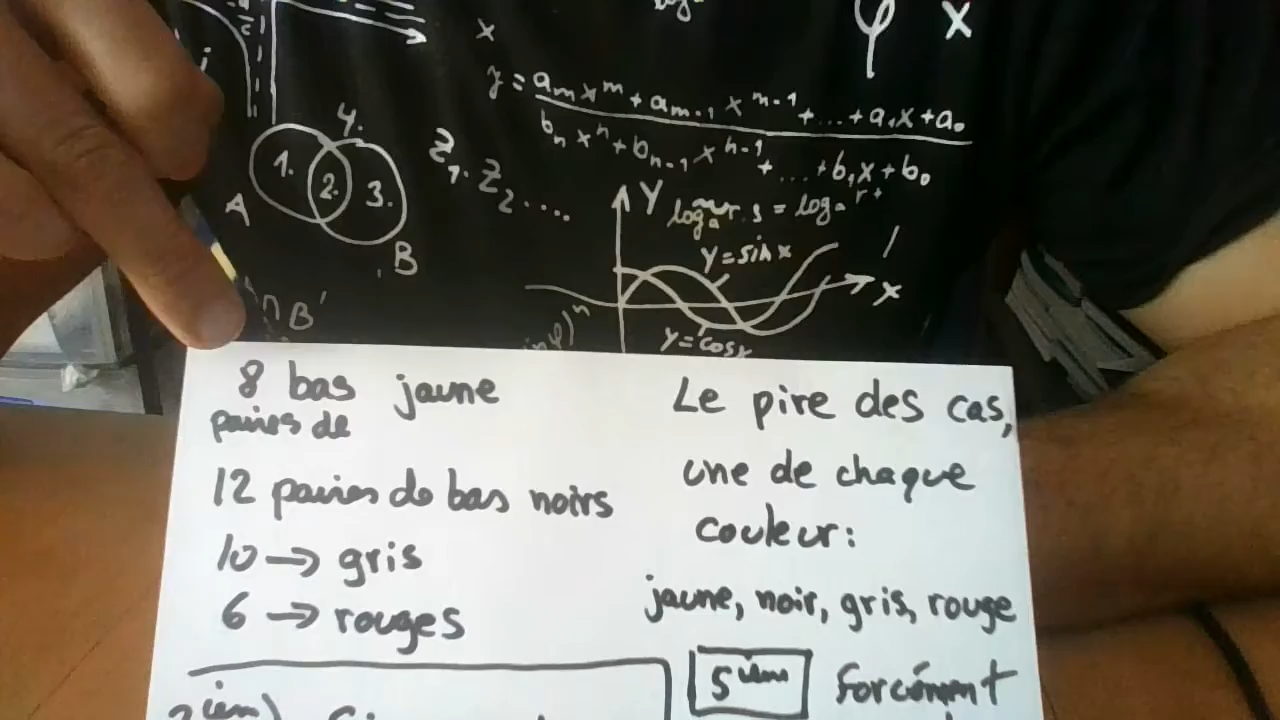 x
φ
x
y = aₘxᵐ + aₘ₋₁xᵐ⁻¹ + ... + a₁x + a₀
bₙxⁿ + bₙ₋₁xⁿ⁻¹ + ... + b₁x + b₀
4.
1.
2.
3.
A
B
Z₁. Z₂....
Y
y = sin x
x
y = cos x
∩B'
8 bas jaune
paires de
12 paires de bas noirs
10 → gris
6 → rouges
Le pire des cas,
une de chaque
couleur:
jaune, noir, gris, rouge
5ième forcément